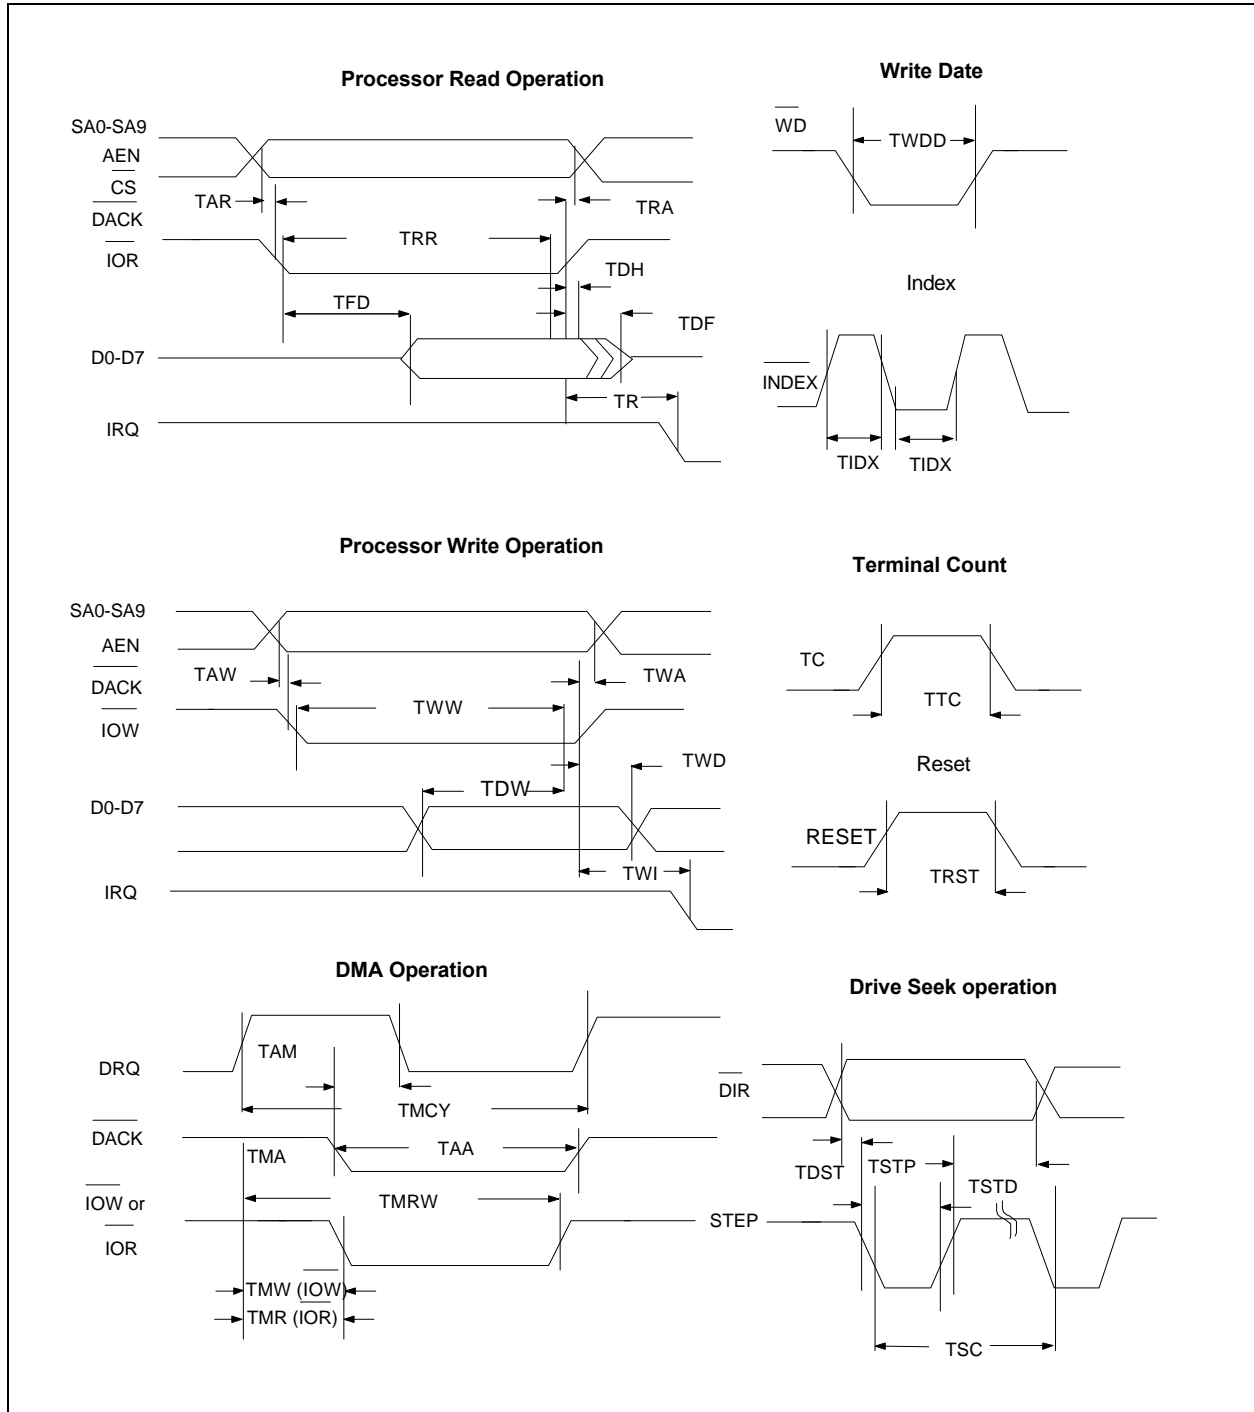 Processor Read Operation
SA0-SA9
AEN
CS
DACK
IOR
TAR
TRA
TRR
TDH
TFD
TDF
D0-D7
TR
IRQ
Write Date
WD
TWDD
Index
INDEX
TIDX
TIDX
Processor Write Operation
SA0-SA9
AEN
DACK
IOW
TAW
TWA
TWW
TWD
TDW
D0-D7
TWI
IRQ
Terminal Count
TC
TTC
Reset
RESET
TRST
DMA Operation
DRQ
TAM
TMCY
DACK
TMA
TAA
IOW or
IOR
TMRW
TMW (IOW)
TMR (IOR)
Drive Seek operation
DIR
TDST
TSTP
TSTD
STEP
TSC